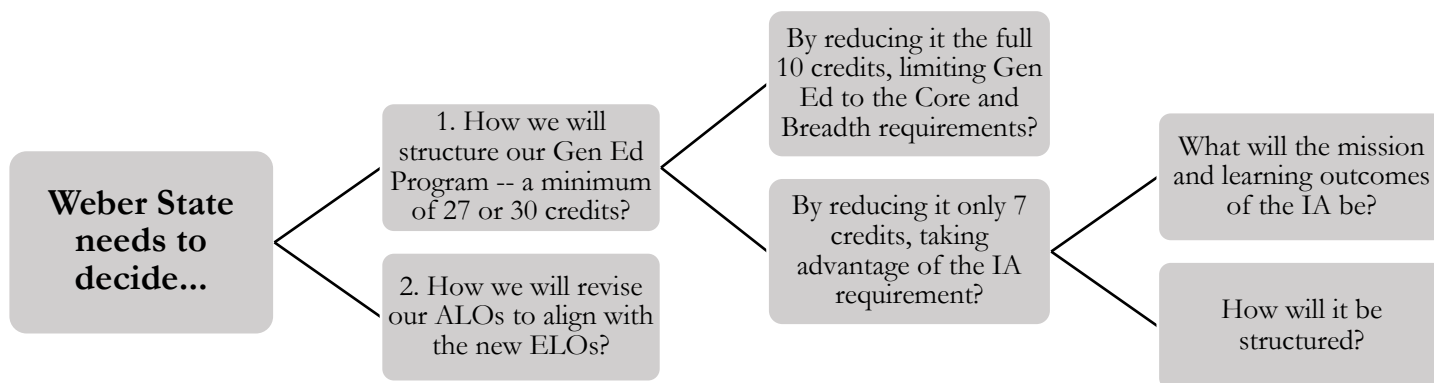 Weber State
needs to
decide...
1. How we will
structure our Gen Ed
Program -- a minimum
of 27 or 30 credits?
2. How we will revise
our ALOs to align with
the new ELOs?
By reducing it the full
10 credits, limiting Gen
Ed to the Core and
Breadth requirements?
By reducing it only 7
credits, taking
advantage of the IA
requirement?
What will the mission
and learning outcomes
of the IA be?
How will it be
structured?